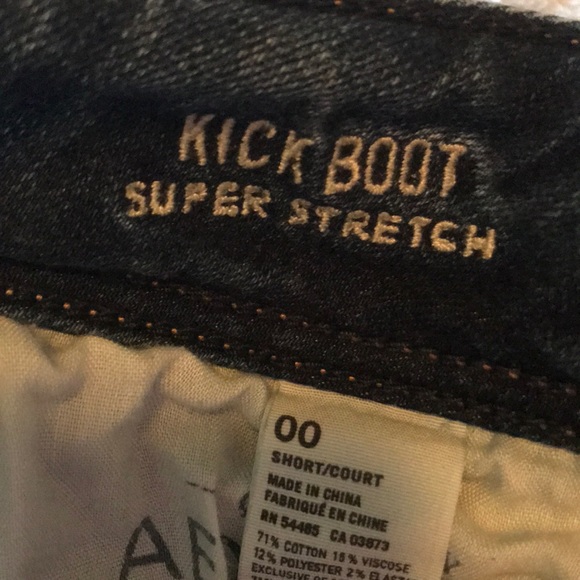 KICK BOOT
SUPER STRETCH
00
SHORT/COURT
MADE IN CHINA
FABRIQUÉ EN CHINE
RN 54485 CA 03873
71% COTTON 15% VISCOSE
12% POLYESTER 2%
EXCLUSIVE